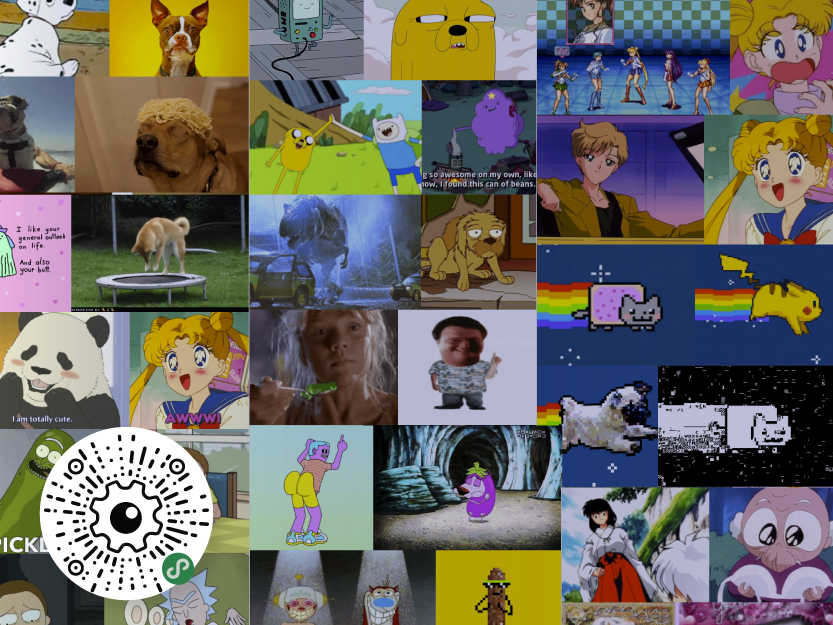 g so awesome on my own, like
now, I found this can of beans.
I like your
general outlook
on life.
And also
your butt.
I am totally cute.
AWWW!
PICKL